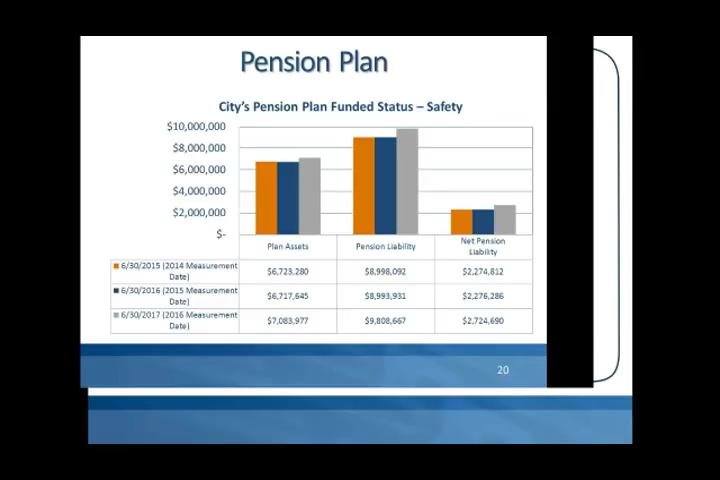 Pension Plan
City's Pension Plan Funded Status – Safety
$10,000,000
$8,000,000
$6,000,000
$4,000,000
$2,000,000
$-
Plan Assets Pension Liability Net Pension
Liability
6/30/2015 (2014 Measurement
Date) $6,723,280 $8,998,092 $2,274,812
6/30/2016 (2015 Measurement
Date) $6,717,645 $8,993,931 $2,276,286
6/30/2017 (2016 Measurement
Date) $7,083,977 $9,808,667 $2,724,690
20